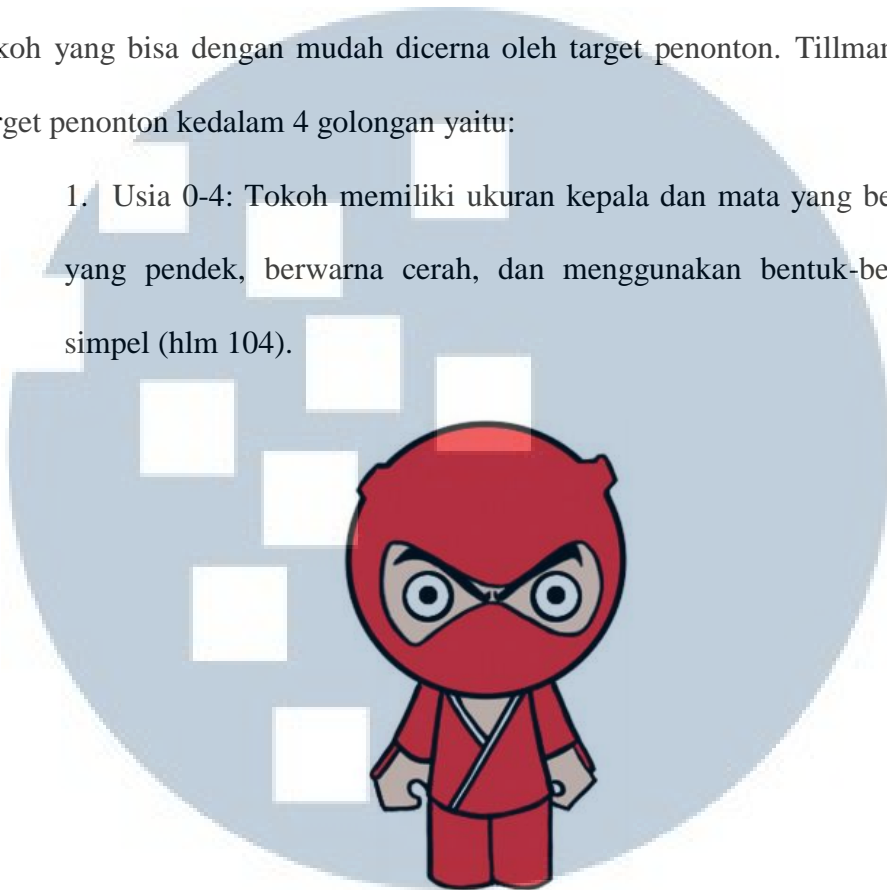 koh yang bisa dengan mudah dicerna oleh target penonton. Tillmar
rget penonton kedalam 4 golongan yaitu:
1. Usia 0-4: Tokoh memiliki ukuran kepala dan mata yang be
yang pendek, berwarna cerah, dan menggunakan bentuk-be
simpel (hlm 104).